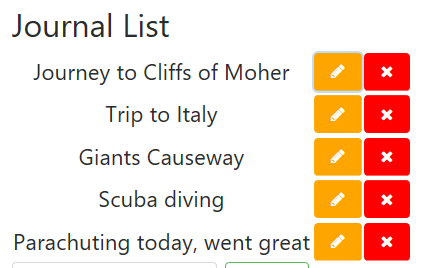 Journal List
Journey to Cliffs of Moher
Trip to Italy
Giants Causeway
Scuba diving
Parachuting today, went great